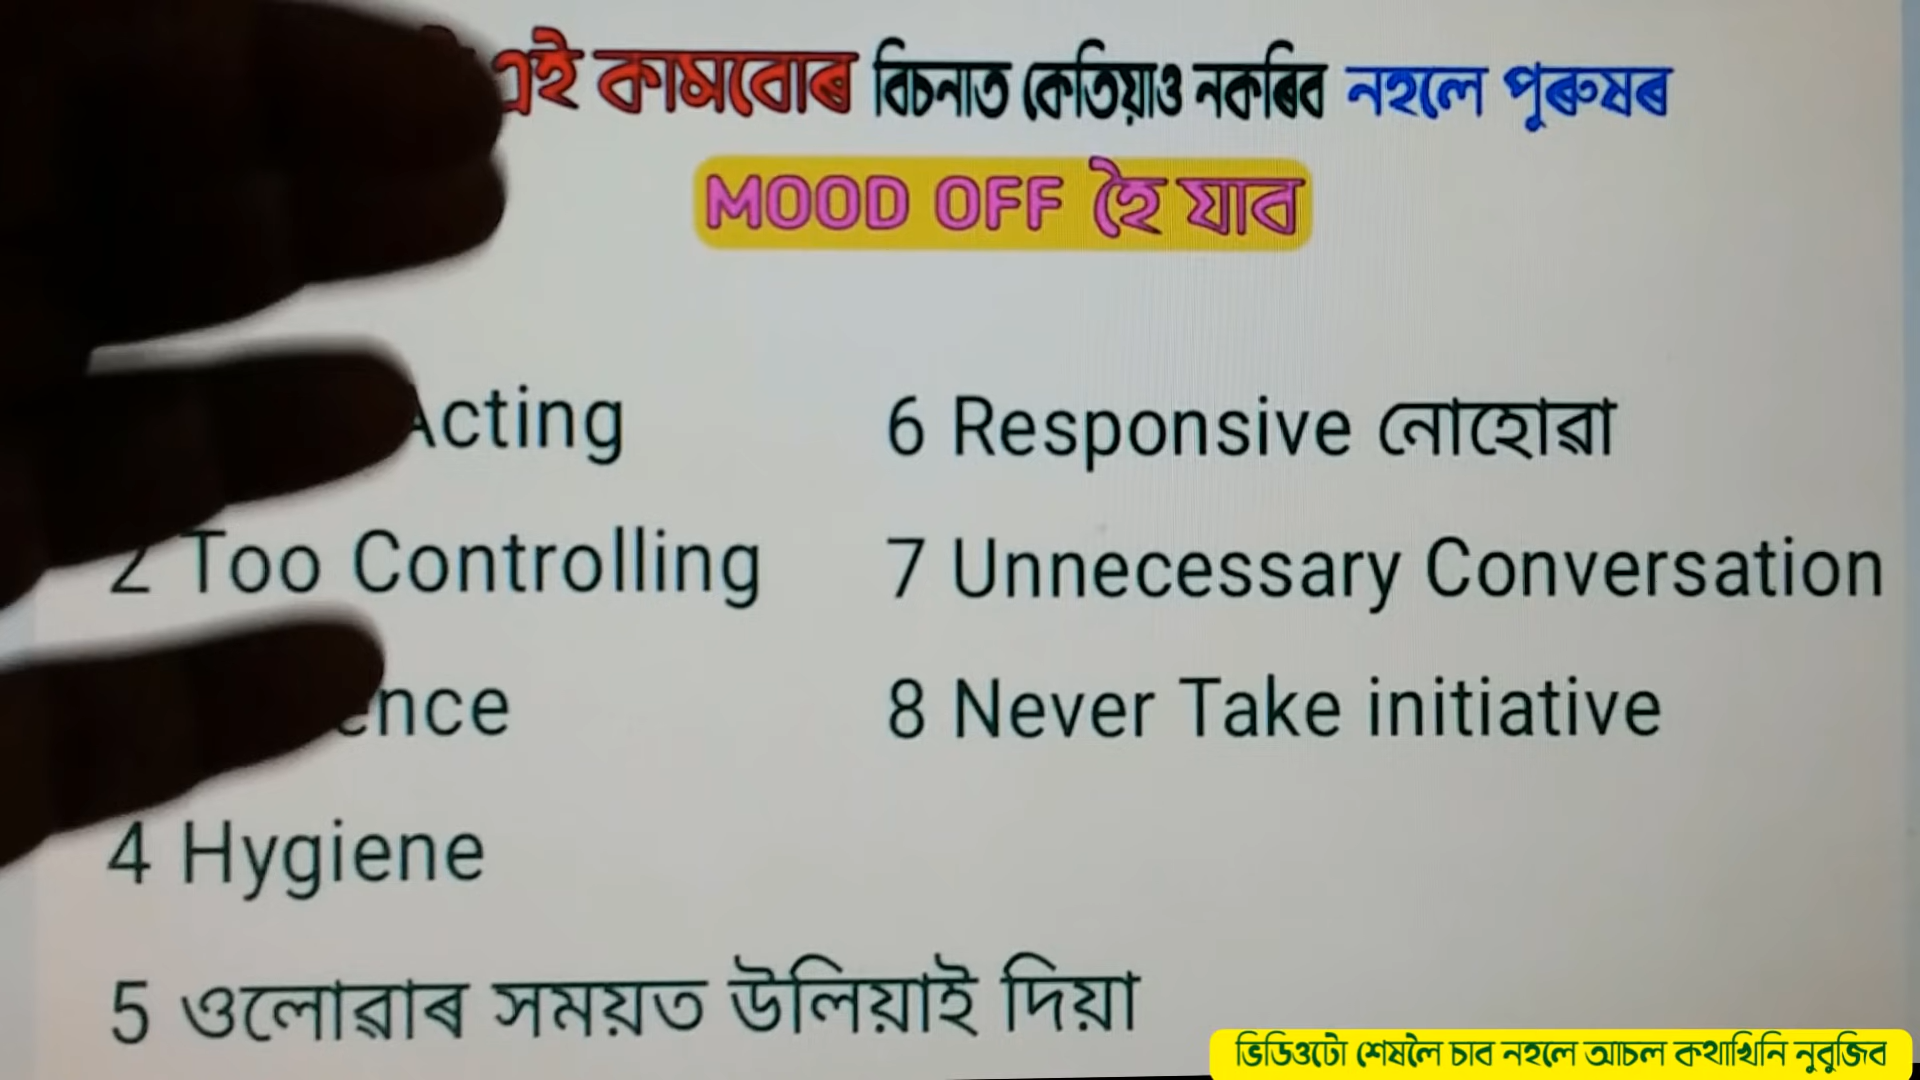 এই কামবোৰ বিচনাত কেতিয়াও নকৰিব নহলে পুৰুষৰ
MOOD OFF হৈ যাব
Acting
2 Too Controlling
4 Hygiene
5 ওলোৱাৰ সময়ত উলিয়াই দিয়া
6 Responsive নোহোৱা
7 Unnecessary Conversation
8 Never Take initiative
ভিডিওটো শেষলৈ চাব নহলে আচল কথাখিনি নুবুজিব